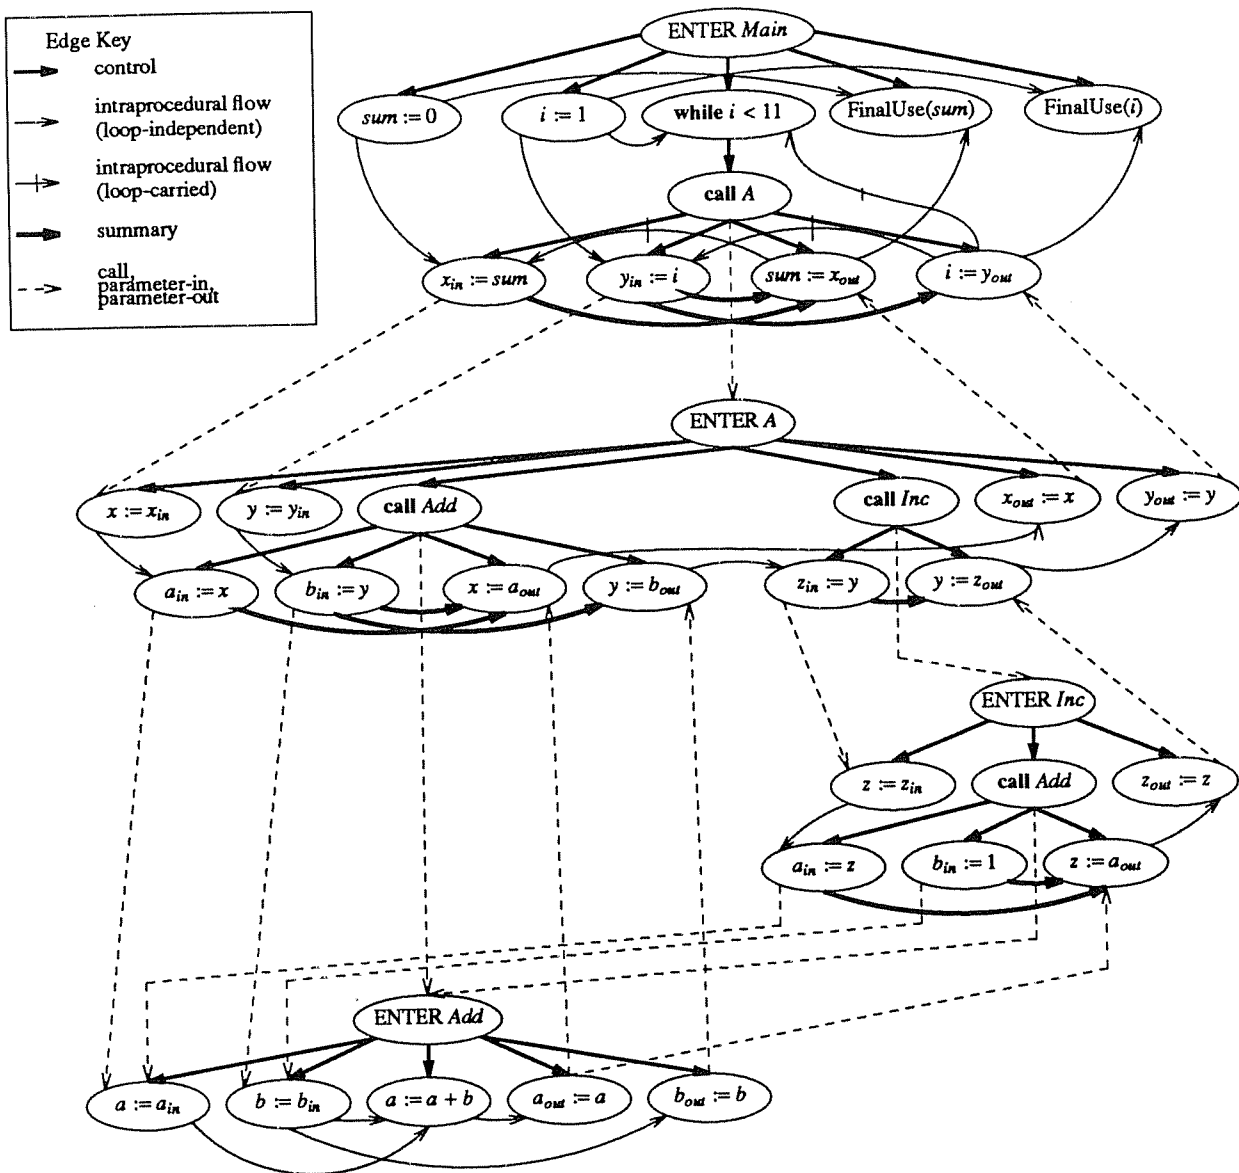 Edge Key
control
intraprocedural flow
(loop-independent)
intraprocedural flow
(loop-carried)
summary
call,
parameter-in,
parameter-out
ENTER Main
sum := 0
i := 1
while i < 11
FinalUse(sum)
FinalUse(i)
call A
x_in := sum
y_in := i
sum := x_out
i := y_out
ENTER A
x := x_in
y := y_in
call Add
call Inc
x_out := x
y_out := y
a_in := x
b_in := y
x := a_out
y := b_out
z_in := y
y := z_out
ENTER Inc
z := z_in
call Add
z_out := z
a_in := z
b_in := 1
z := a_out
ENTER Add
a := a_in
b := b_in
a := a + b
a_out := a
b_out := b